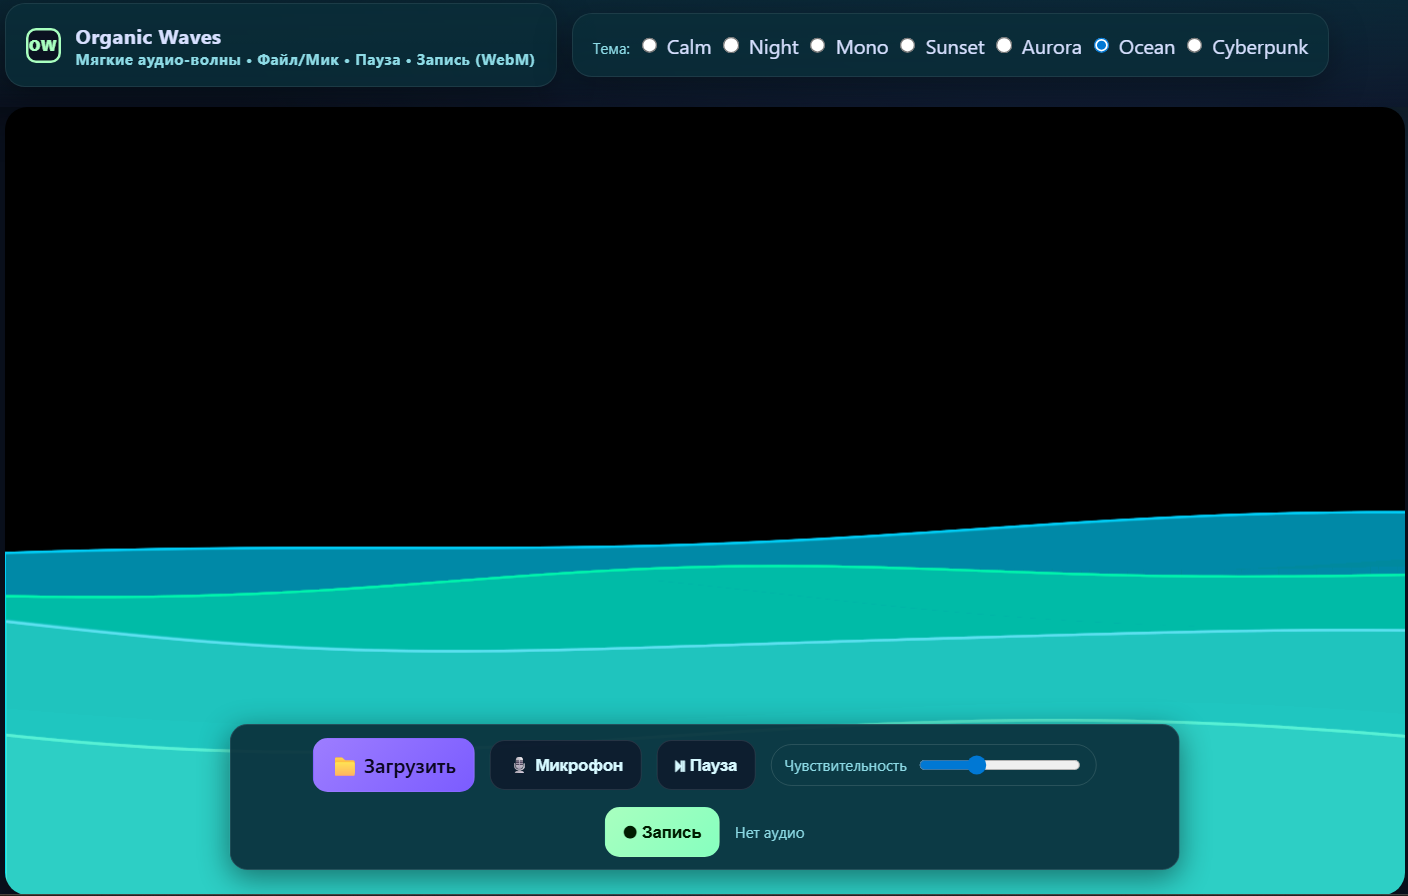 OW
Organic Waves
Мягкие аудио-волны • Файл/Мик • Пауза • Запись (WebM)
Тема: Calm Night Mono Sunset Aurora Ocean Cyberpunk
Загрузить Микрофон Пауза Чувствительность
Запись Нет аудио